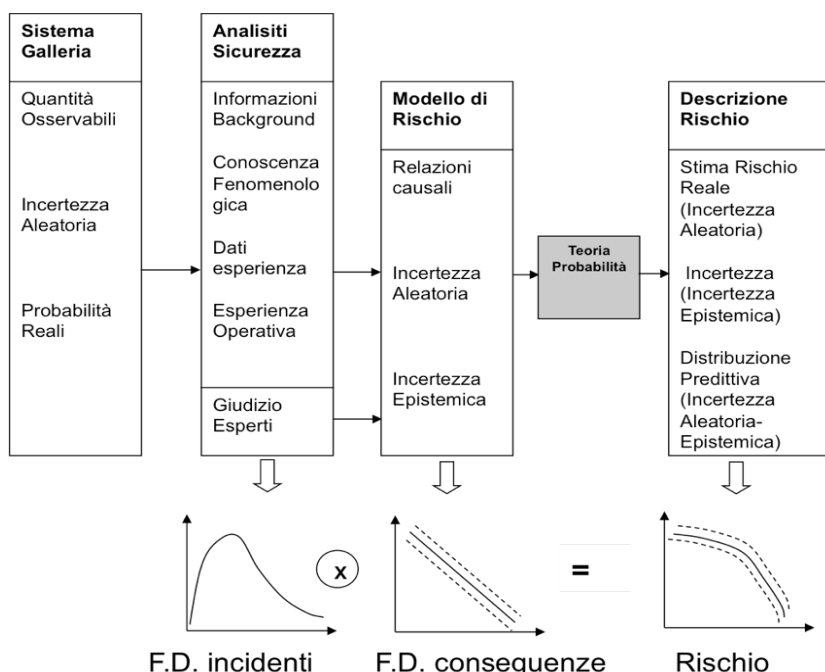 Sistema
Galleria
Quantità
Osservabili
Incertezza
Aleatoria
Probabilità
Reali
Analisiti
Sicurezza
Informazioni
Background
Conoscenza
Fenomenolo
gica
Dati
esperienza
Esperienza
Operativa
Giudizio
Esperti
Modello di
Rischio
Relazioni
causali
Incertezza
Aleatoria
Incertezza
Epistemica
Teoria
Probabilità
Descrizione
Rischio
Stima Rischio
Reale
(Incertezza
Aleatoria)
Incertezza
(Incertezza
Epistemica)
Distribuzione
Predittiva
(Incertezza
Aleatoria-
Epistemica)
x
=
F.D. incidenti
F.D. conseguenze
Rischio